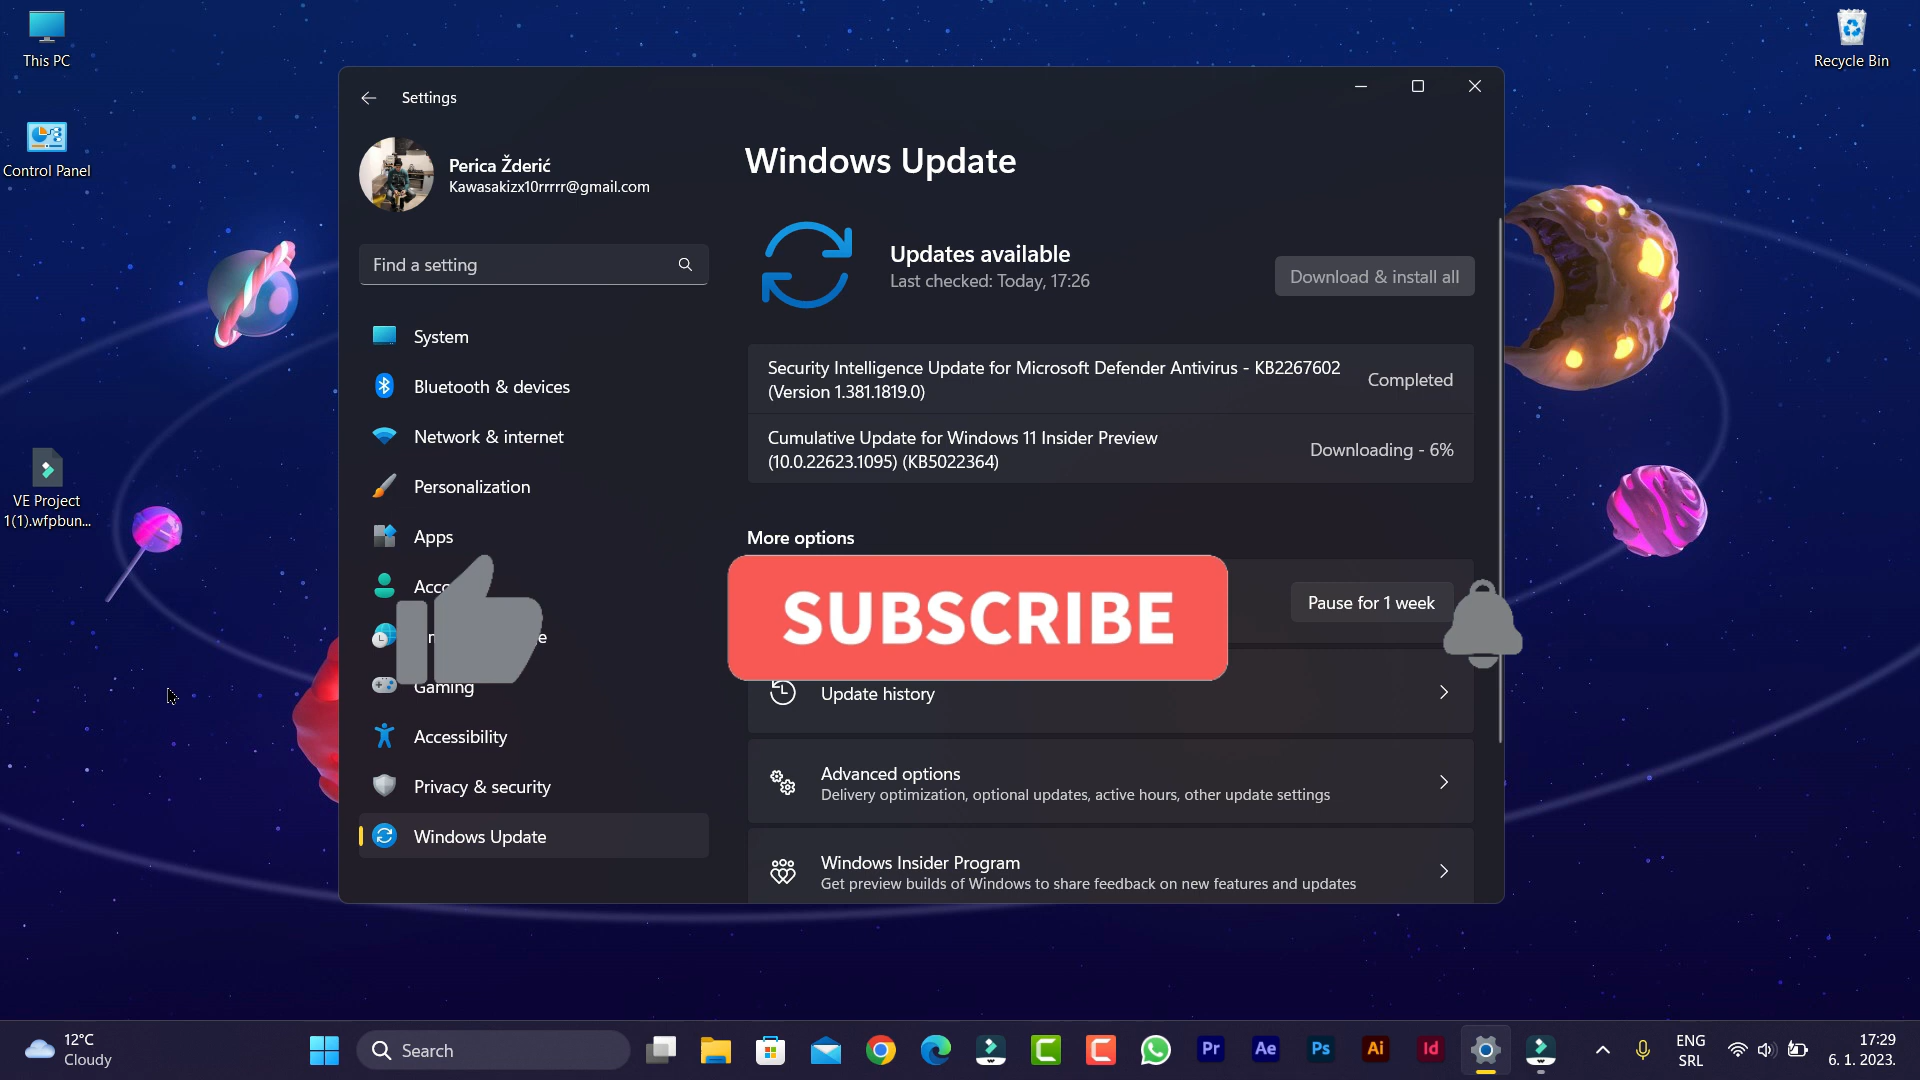 This PC
Control Panel
VE Project
1(1).wfpbun...
Recycle Bin
Settings
Perica Žderić
Kawasakizx10rrrrr@gmail.com
Find a setting
System
Bluetooth & devices
Network & internet
Personalization
Apps
Gaming
Accessibility
Privacy & security
Windows Update
Windows Update
Updates available
Last checked: Today, 17:26
Download & install all
Security Intelligence Update for Microsoft Defender Antivirus - KB2267602
(Version 1.381.1819.0)
Completed
Cumulative Update for Windows 11 Insider Preview
(10.0.22623.1095) (KB5022364)
Downloading - 6%
More options
SUBSCRIBE
Pause for 1 week
Update history
Advanced options
Delivery optimization, optional updates, active hours, other update settings
Windows Insider Program
Get preview builds of Windows to share feedback on new features and updates
12°C
Cloudy
Search
Pr
Ae
Ps
Ai
Id
ENG
SRL
17:29
6. 1. 2023.